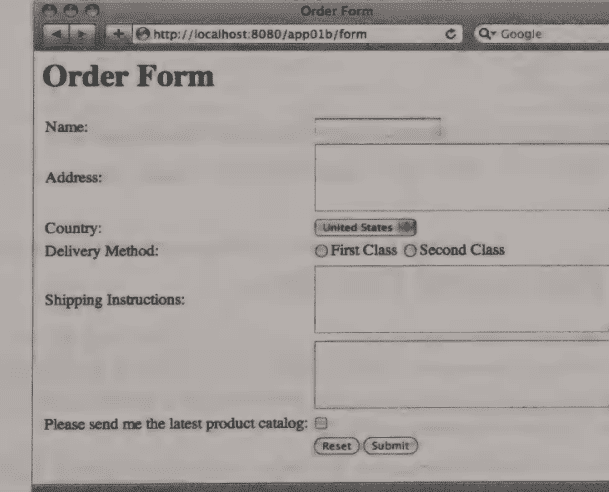 Order Form
http://localhost:8080/app01b/form
Google
Order Form
Name:
Address:
Country:
United States
Delivery Method:
First Class Second Class
Shipping Instructions:
Please send me the latest product catalog:
Reset Submit